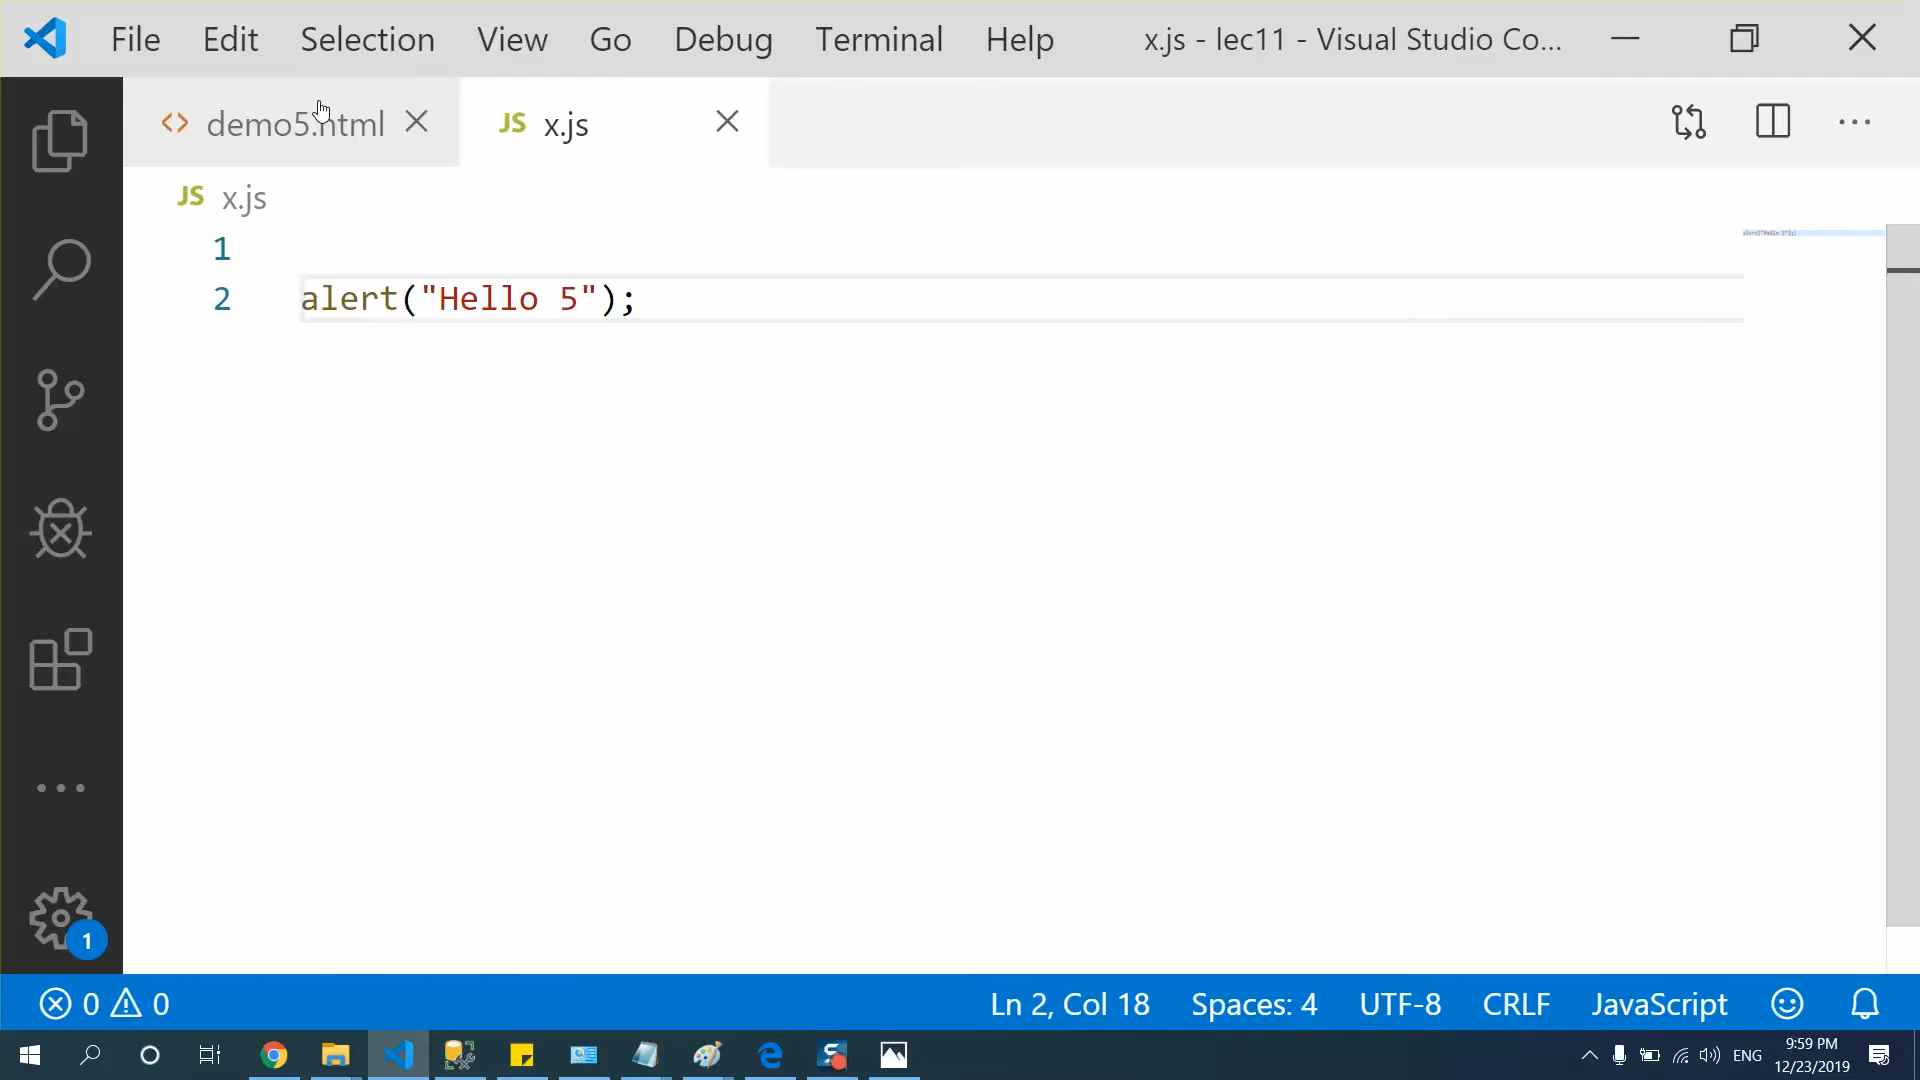 File Edit Selection View Go Debug Terminal Help x.js - lec11 - Visual Studio Co...
demo5.html JS x.js
JS x.js
1
2 alert("Hello 5");
1
0 0 Ln 2, Col 18 Spaces: 4 UTF-8 CRLF JavaScript
ENG 9:59 PM
12/23/2019